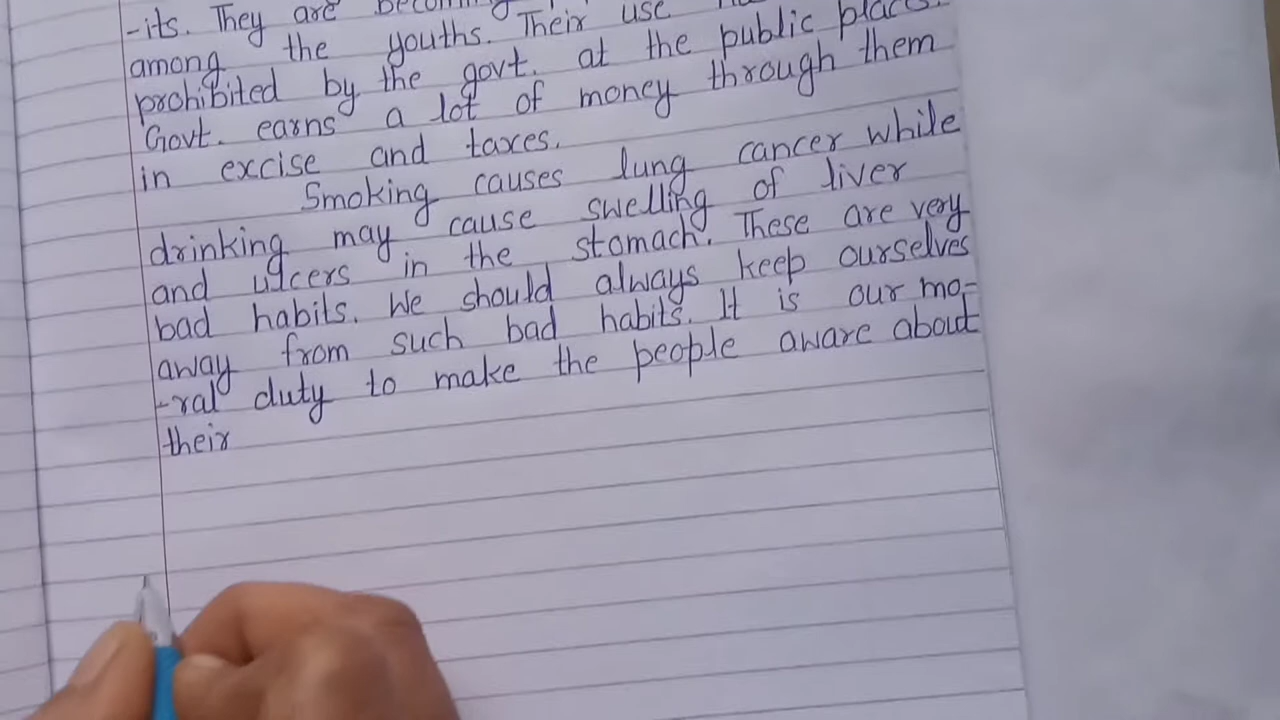 -its. They are becoming
among the youths. Their use
prohibited by the govt. at the public places.
Govt. earns a lot of money through them
in excise and taxes.
Smoking causes lung cancer while
drinking may cause swelling of liver
and ulcers in the stomach. These are very
bad habits. We should always keep ourselves
away from such bad habits. It is our mo-
-ral duty to make the people aware about
their